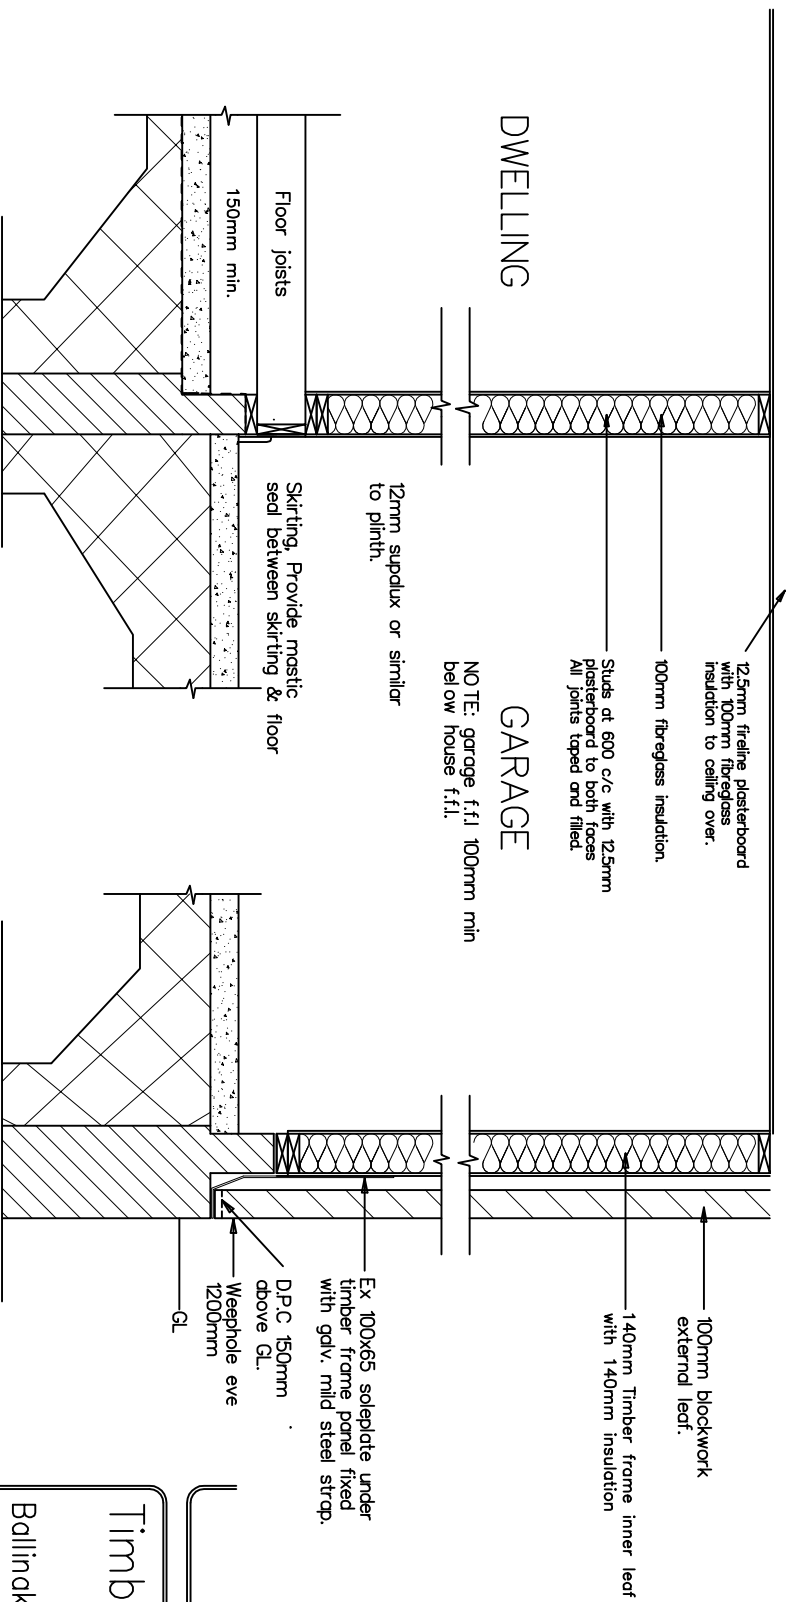 DWELLING
Floor joists
150mm min.
12.5mm fireline plasterboard
with 100mm fibreglass
insulation to ceiling over.
100mm fibreglass insulation.
Studs at 600 c/c with 12.5mm
plasterboard to both faces
All joints taped and filled.
GARAGE
NOTE: garage f.f.l 100mm min
below house f.f.l.
12mm supalux or similar
to plinth.
Skirting, Provide mastic
seal between skirting & floor
100mm blockwork
external leaf.
140mm Timber frame inner leaf
with 140mm insulation
Ex 100x65 soleplate under
timber frame panel fixed
with galv. mild steel strap.
D.P.C 150mm
above GL.
Weephole eve
1200mm
GL
Timb
Ballinak